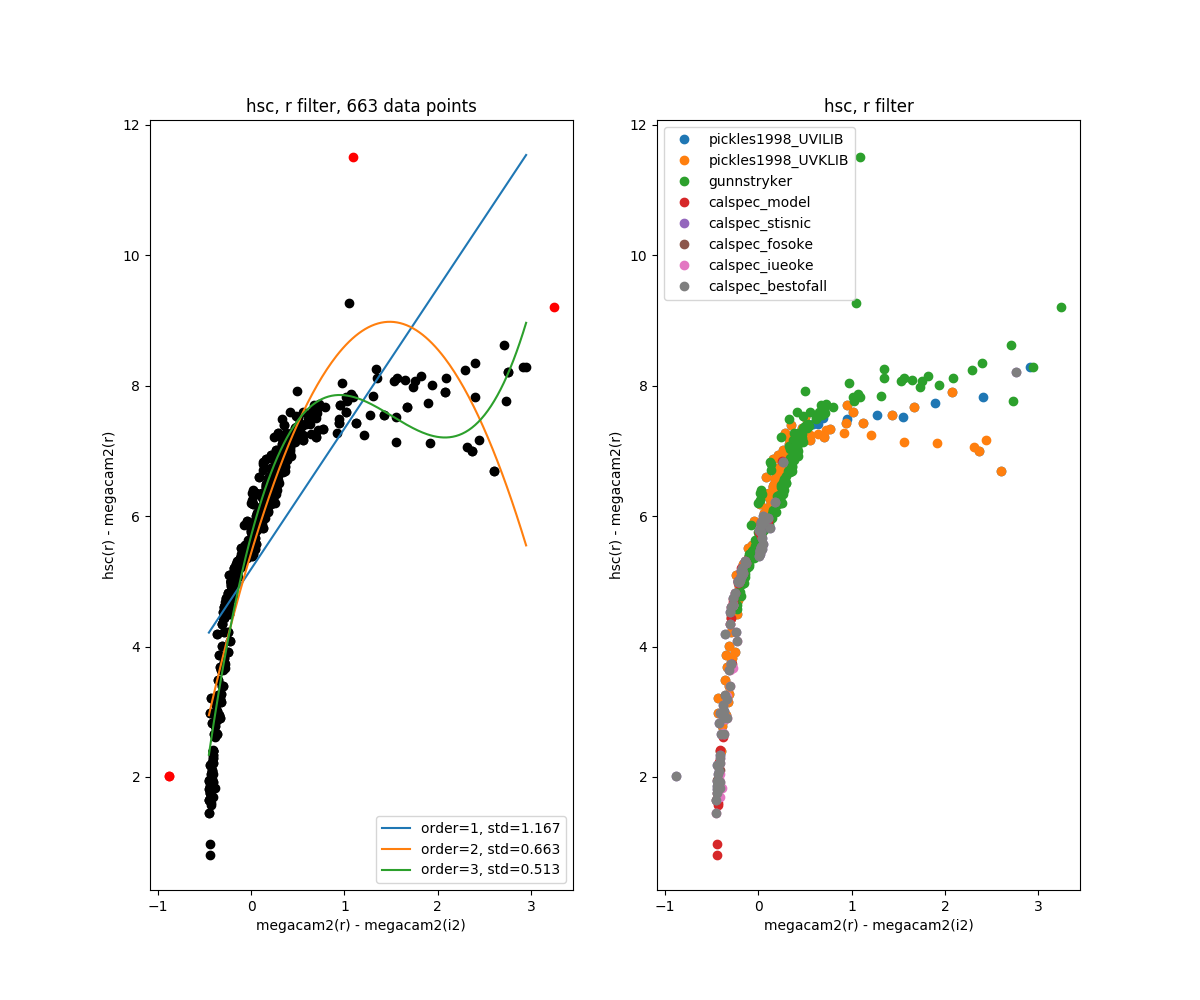 hsc, r filter, 663 data points
12
10
8
6
4
2
hsc(r) - megacam2(r)
order=1, std=1.167
order=2, std=0.663
order=3, std=0.513
−1
0
1
2
3
megacam2(r) - megacam2(i2)
hsc, r filter
12
10
8
6
4
2
hsc(r) - megacam2(r)
pickles1998_UVILIB
pickles1998_UVKLIB
gunnstryker
calspec_model
calspec_stisnic
calspec_fosoke
calspec_iueoke
calspec_bestofall
−1
0
1
2
3
megacam2(r) - megacam2(i2)